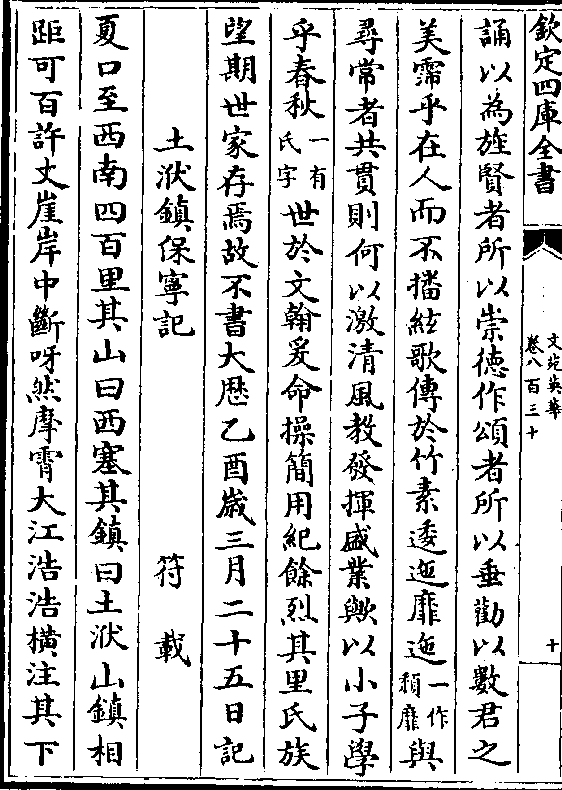 欽定四庫全書
文苑英華
卷八百三十
十
誦以為旌賢者所以崇德作頌者所以垂勸以數君之
美霈乎在人而不播絃歌傳於竹素逶迤靡迤一作頽靡與
尋常者共貫則何以激清風教發揮盛業歟以小子學
乎春秋一有氏字世於文翰爰命操簡用紀餘烈其里氏族
望期世家存焉故不書大歴乙酉嵗三月二十五日記
土洑鎮保寧記 符載
夏口至西南四百里其山曰西塞其鎮曰土洑山鎮相
距可百許丈崖岸中斷呀然摩霄大江浩浩橫注其下